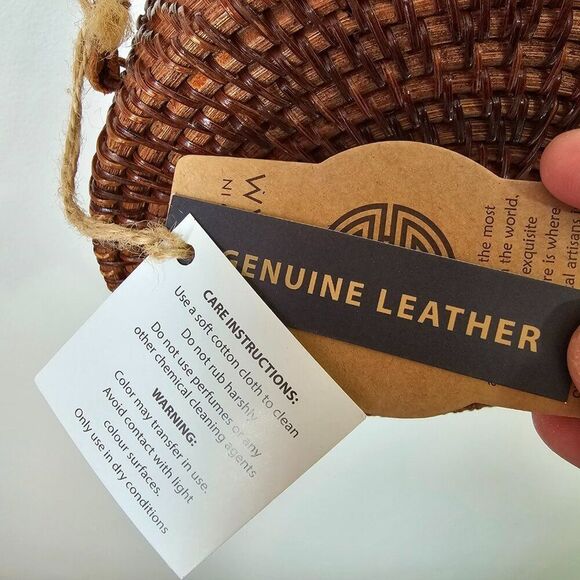 GENUINE LEATHER
CARE INSTRUCTIONS:
Use a soft cotton cloth to clean
Do not rub harshly
Do not use perfumes or any
other chemical cleaning agents
WARNING:
Color may transfer in use.
Avoid contact with light
colour surfaces.
Only use in dry conditions
the most
the world,
exquisite
is where
artisans